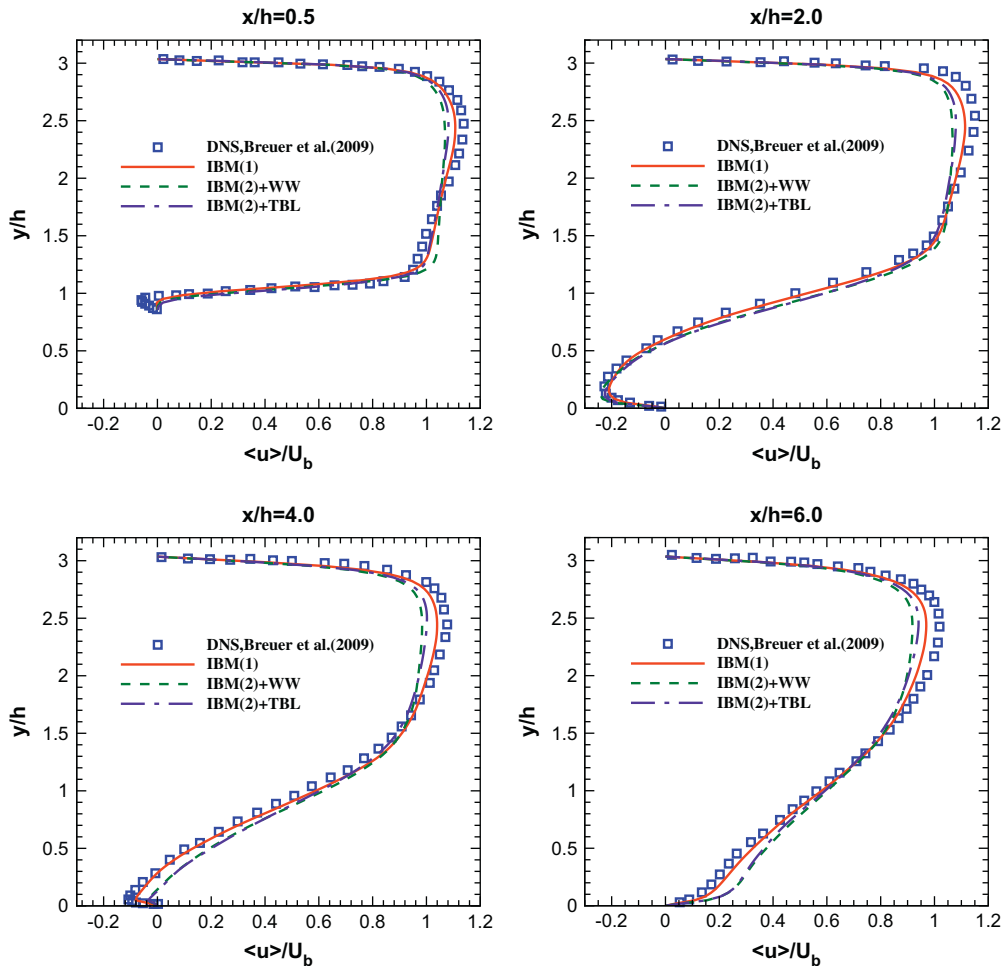 x/h=0.5
y/h
3
2.5
2
1.5
1
0.5
0
DNS,Breuer et al.(2009)
IBM(1)
IBM(2)+WW
IBM(2)+TBL
-0.2 0 0.2 0.4 0.6 0.8 1 1.2
<u>/U_b
x/h=2.0
y/h
3
2.5
2
1.5
1
0.5
0
DNS,Breuer et al.(2009)
IBM(1)
IBM(2)+WW
IBM(2)+TBL
-0.2 0 0.2 0.4 0.6 0.8 1 1.2
<u>/U_b
x/h=4.0
y/h
3
2.5
2
1.5
1
0.5
0
DNS,Breuer et al.(2009)
IBM(1)
IBM(2)+WW
IBM(2)+TBL
-0.2 0 0.2 0.4 0.6 0.8 1 1.2
<u>/U_b
x/h=6.0
y/h
3
2.5
2
1.5
1
0.5
0
DNS,Breuer et al.(2009)
IBM(1)
IBM(2)+WW
IBM(2)+TBL
-0.2 0 0.2 0.4 0.6 0.8 1 1.2
<u>/U_b